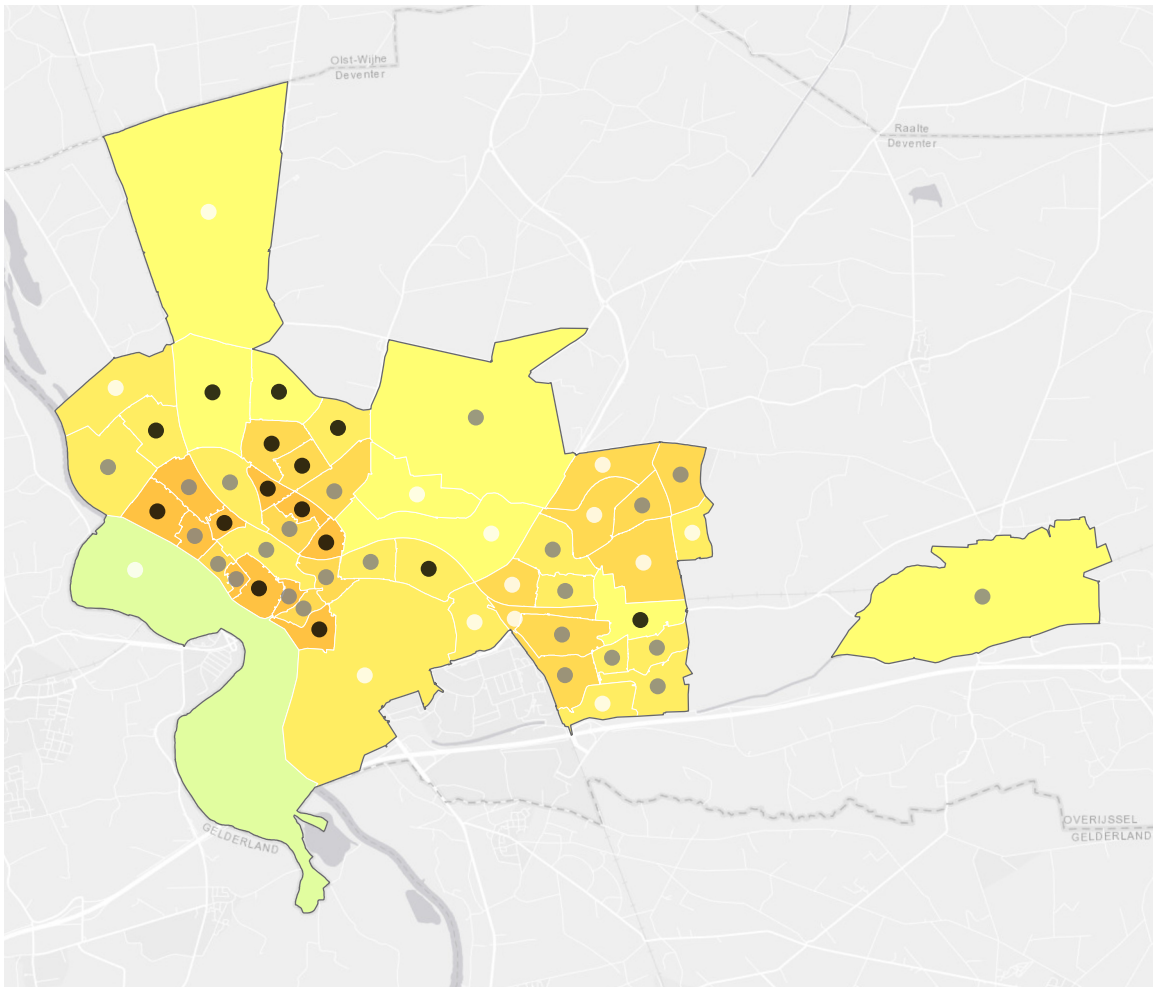 Olst-Wijhe
Deventer
Raalte
Deventer
OVERIJSSEL
GELDERLAND
GELDERLAND